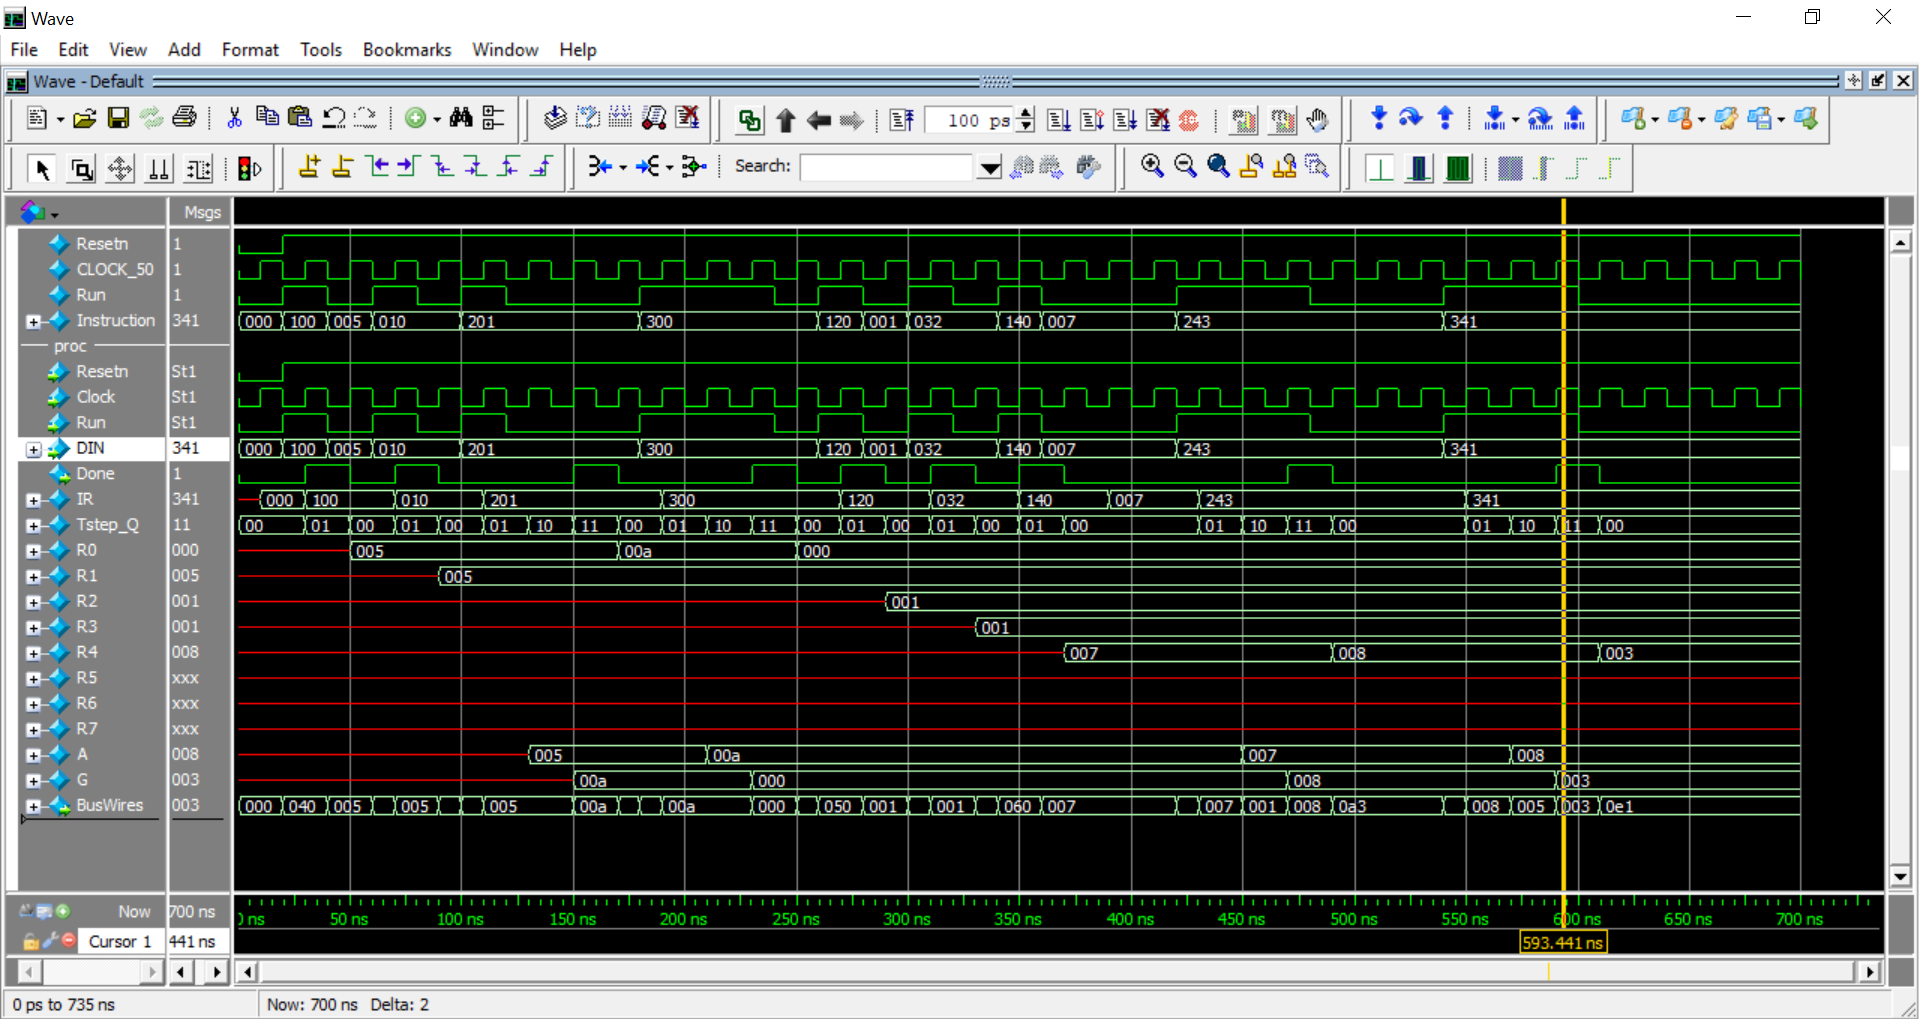 Wave
File Edit View Add Format Tools Bookmarks Window Help
Wave - Default
100 ps
Search:
Msgs
Resetn 1
CLOCK_50 1
Run 1
Instruction 341 000 100 005 010 201 300 120 001 032 140 007 243 341
proc
Resetn St1
Clock St1
Run St1
DIN 341 000 100 005 010 201 300 120 001 032 140 007 243 341
Done 1
IR 341 000 100 010 201 300 120 032 140 007 243 341
Tstep_Q 11 00 01 00 01 00 01 10 11 00 01 10 11 00 01 00 01 00 01 00 01 10 11 00 01 10 11 00
R0 000 005 00a 000
R1 005 005
R2 001 001
R3 001 001
R4 008 007 008 003
R5 xxx
R6 xxx
R7 xxx
A 008 005 00a 007 008
G 003 00a 000 008 003
BusWires 003 000 040 005 005 005 00a 00a 000 050 001 001 060 007 007 001 008 0a3 008 005 003 0e1
Now 700 ns ns 50 ns 100 ns 150 ns 200 ns 250 ns 300 ns 350 ns 400 ns 450 ns 500 ns 550 ns 600 ns 650 ns 700 ns
Cursor 1 441 ns 593.441 ns
0 ps to 735 ns Now: 700 ns Delta: 2